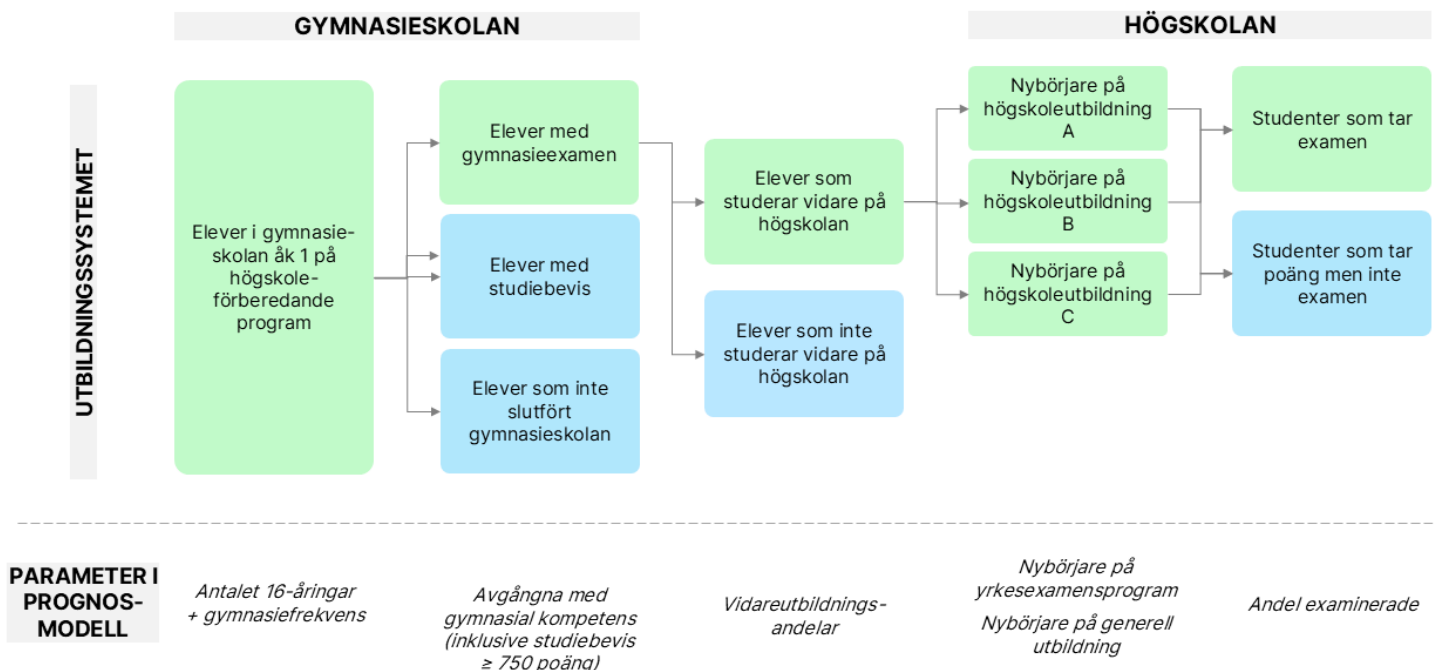 GYMNASIESKOLAN
HÖGSKOLAN
UTBILDNINGSSYSTEMET
Elever i gymnasie-
skolan åk 1 på
högskole-
förberedande
program
Elever med
gymnasieexamen
Elever med
studiebevis
Elever som inte
slutfört
gymnasieskolan
Elever som
studerar vidare på
högskolan
Elever som inte
studerar vidare på
högskolan
Nybörjare på
högskoleutbildning
A
Nybörjare på
högskoleutbildning
B
Nybörjare på
högskoleutbildning
C
Studenter som tar
examen
Studenter som tar
poäng men inte
examen
PARAMETER I
PROGNOS-
MODELL
Antalet 16-åringar
+ gymnasiefrekvens
Avgångna med
gymnasial kompetens
(inklusive studiebevis
≥ 750 poäng)
Vidareutbildnings-
andelar
Nybörjare på
yrkesexamensprogram
Nybörjare på generell
utbildning
Andel examinerade